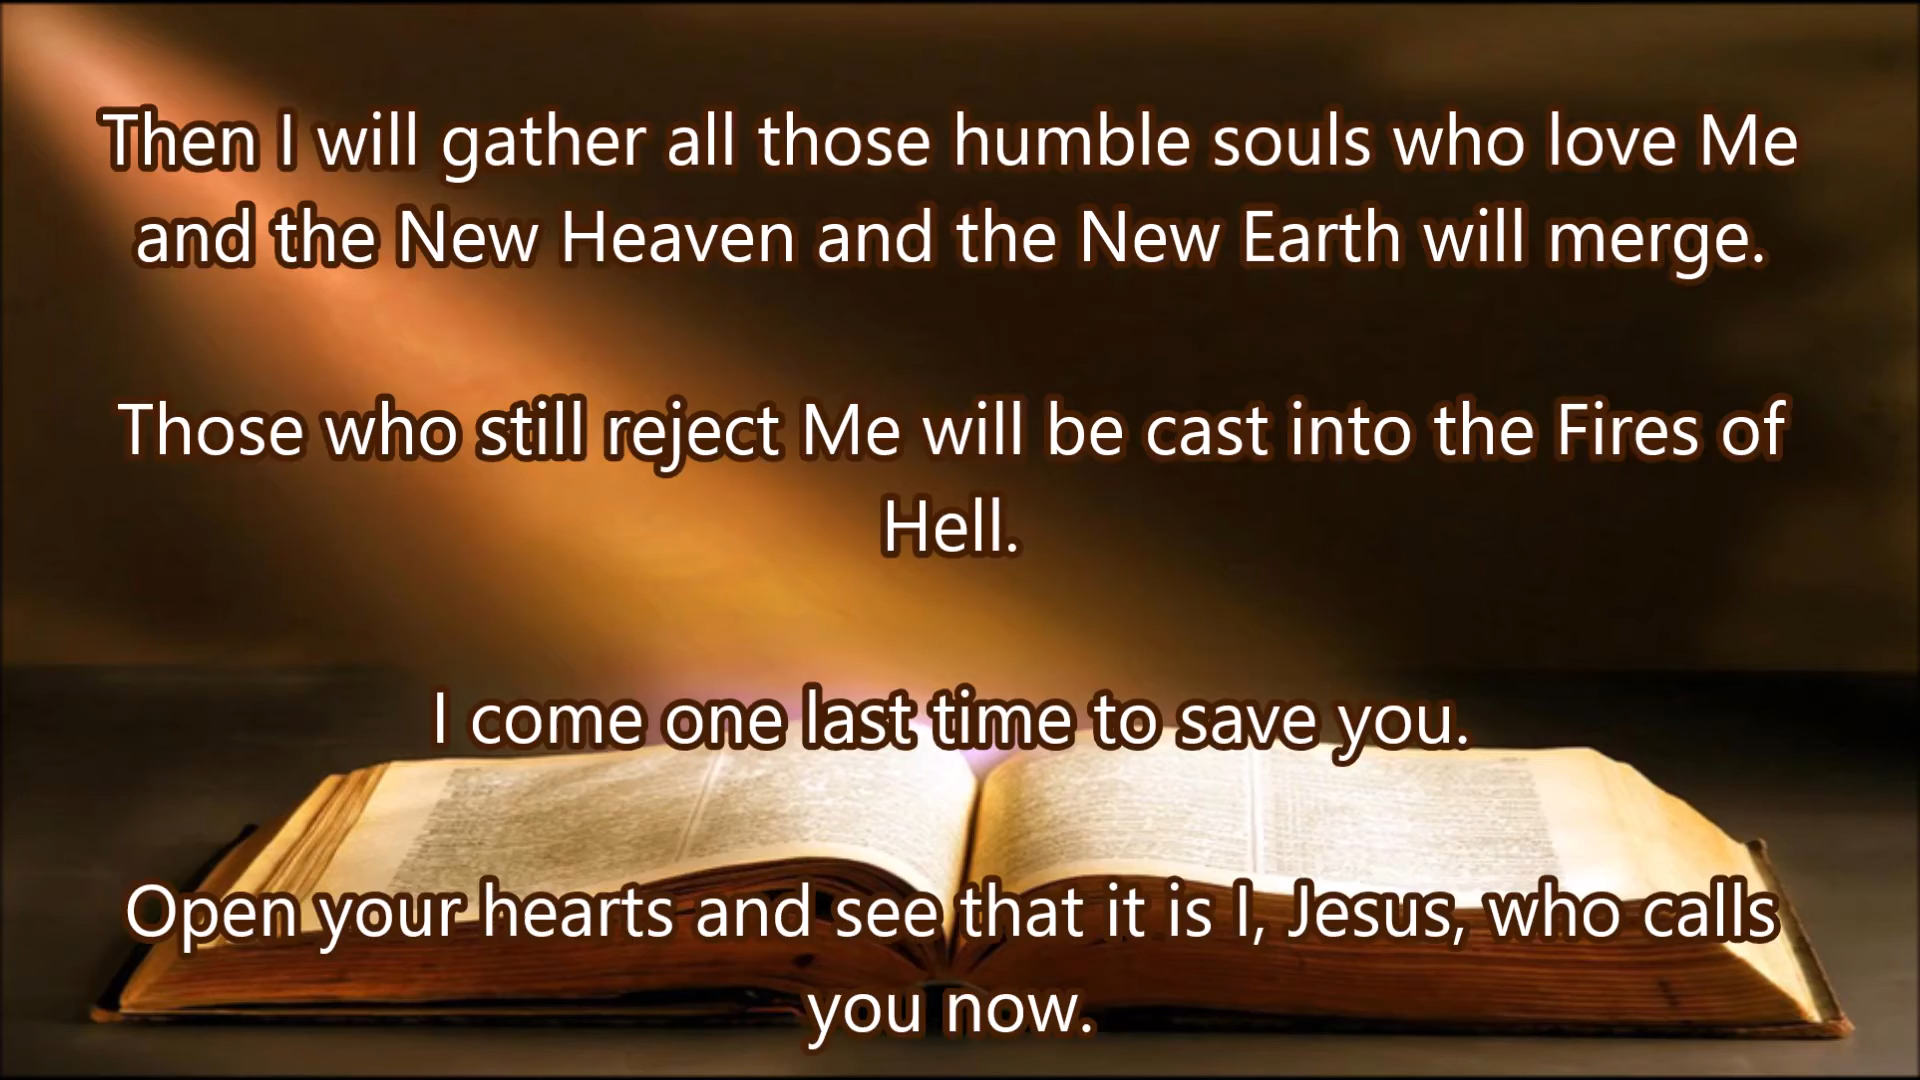 Then I will gather all those humble souls who love Me
and the New Heaven and the New Earth will merge.
Those who still reject Me will be cast into the Fires of
Hell.
I come one last time to save you.
Open your hearts and see that it is I, Jesus, who calls
you now.